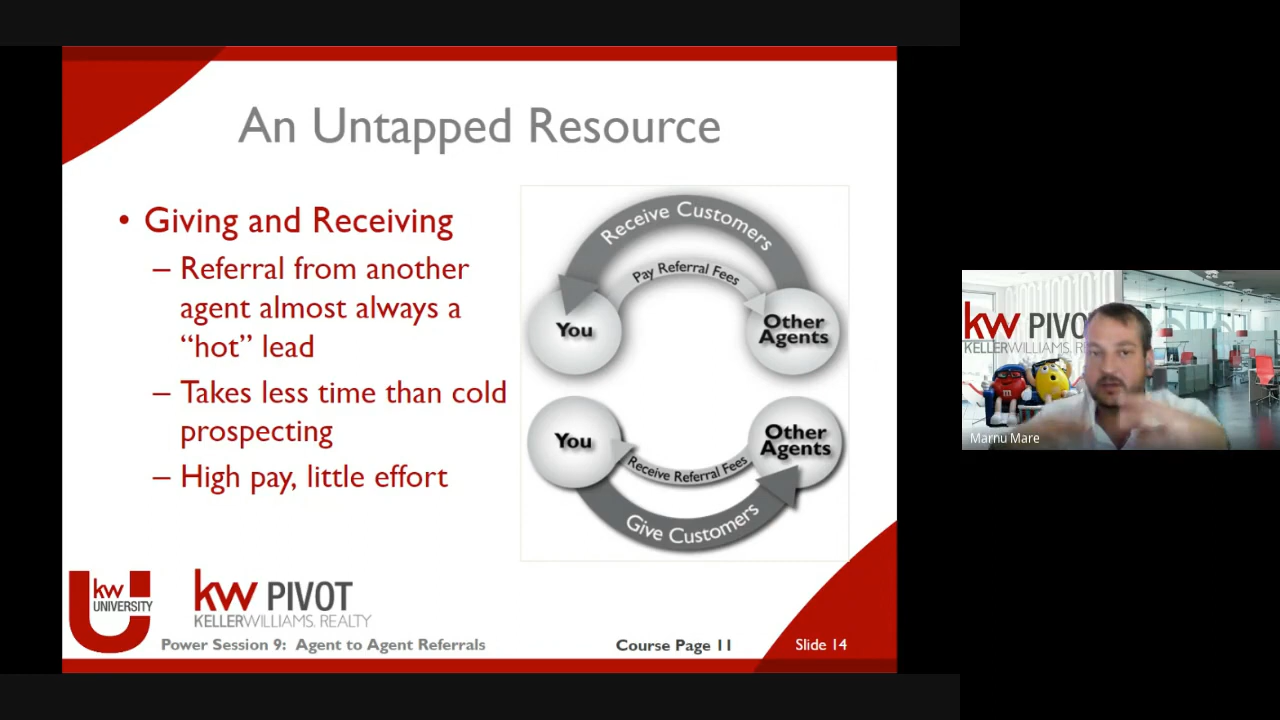 An Untapped Resource
• Giving and Receiving
– Referral from another
agent almost always a
“hot” lead
– Takes less time than cold
prospecting
– High pay, little effort
Receive Customers
Pay Referral Fees
You
Other
Agents
You
Other
Agents
Receive Referral Fees
Give Customers
kw
UNIVERSITY
kw PIVOT
KELLERWILLIAMS. REALTY
Power Session 9: Agent to Agent Referrals
Course Page 11
Slide 14
kw PIVO
KELLERWILLIAMS. R
m
Marnu Mare